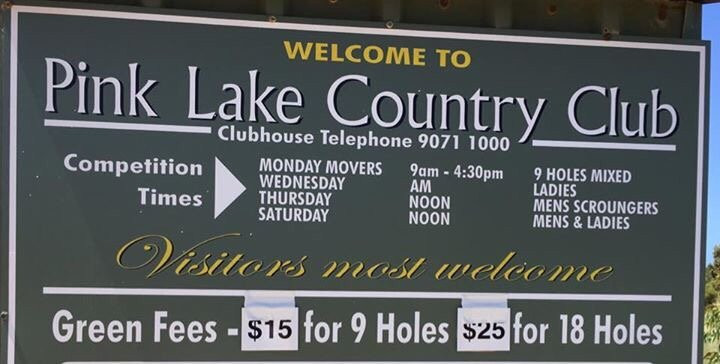 WELCOME TO
Pink Lake Country Club
Clubhouse Telephone 9071 1000
Competition Times
MONDAY MOVERS 9am - 4:30pm 9 HOLES MIXED
WEDNESDAY AM LADIES
THURSDAY NOON MENS SCROUNGERS
SATURDAY NOON MENS & LADIES
Visitors most welcome
Green Fees - $15 for 9 Holes $25 for 18 Holes